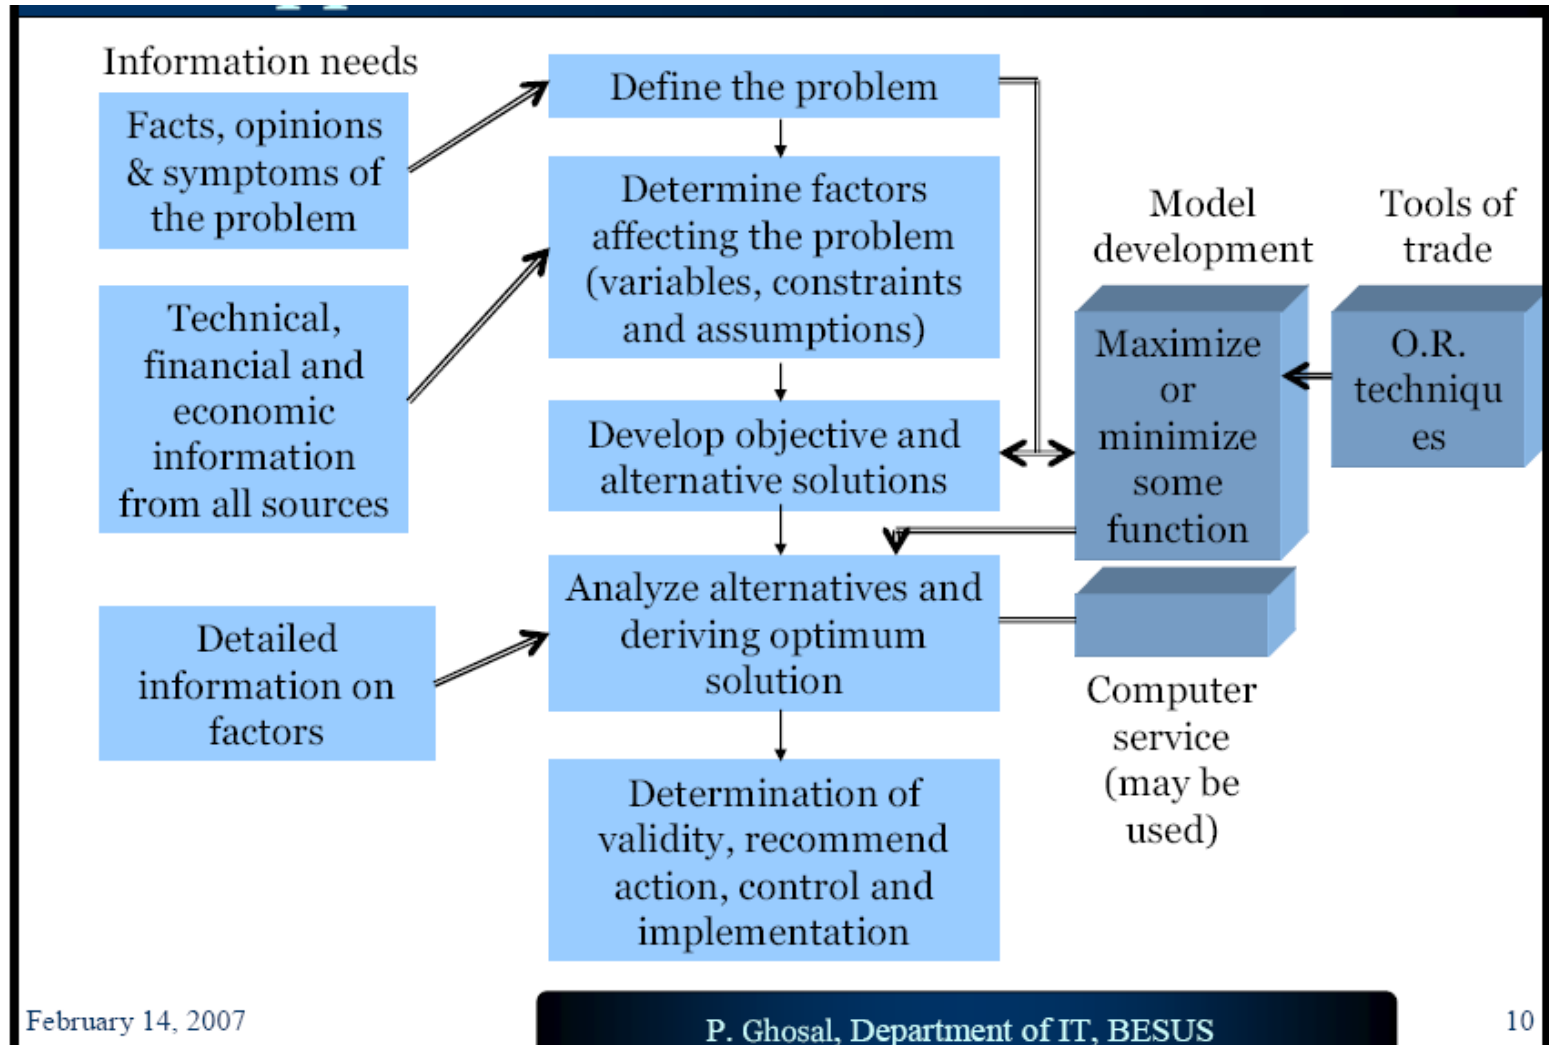 Information needs
Facts, opinions
& symptoms of
the problem
Technical,
financial and
economic
information
from all sources
Detailed
information on
factors
Define the problem
Determine factors
affecting the problem
(variables, constraints
and assumptions)
Develop objective and
alternative solutions
Analyze alternatives and
deriving optimum
solution
Determination of
validity, recommend
action, control and
implementation
Model
development
Maximize
or
minimize
some
function
Tools of
trade
O.R.
techniqu
es
Computer
service
(may be
used)
February 14, 2007
P. Ghosal, Department of IT, BESUS
10